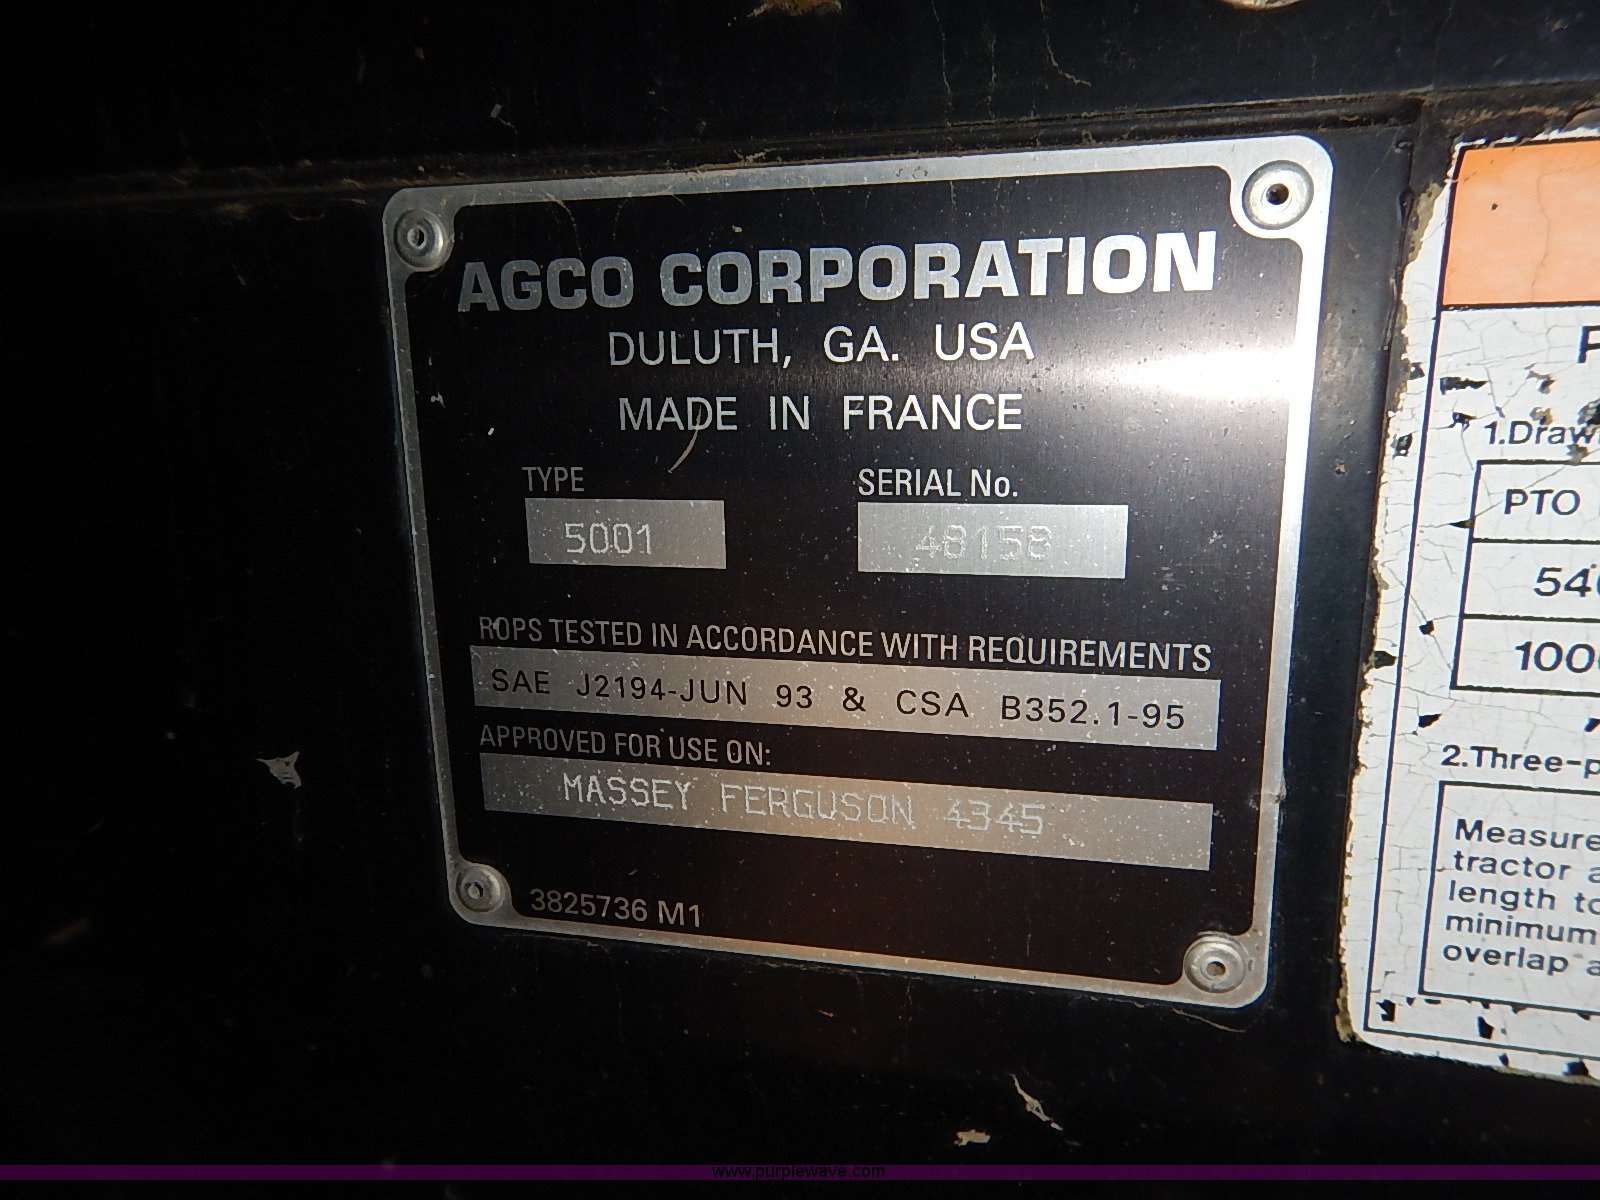 AGCO CORPORATION
DULUTH, GA. USA
MADE IN FRANCE
TYPE
5001
SERIAL No.
48158
ROPS TESTED IN ACCORDANCE WITH REQUIREMENTS
SAE J2194-JUN 93 & CSA B352.1-95
APPROVED FOR USE ON:
MASSEY FERGUSON 4345
3825736 M1
1.Draw
PTO
540
1000
2.Three-p
Measure
tractor a
length to
minimum
overlap a
www.purplewave.com